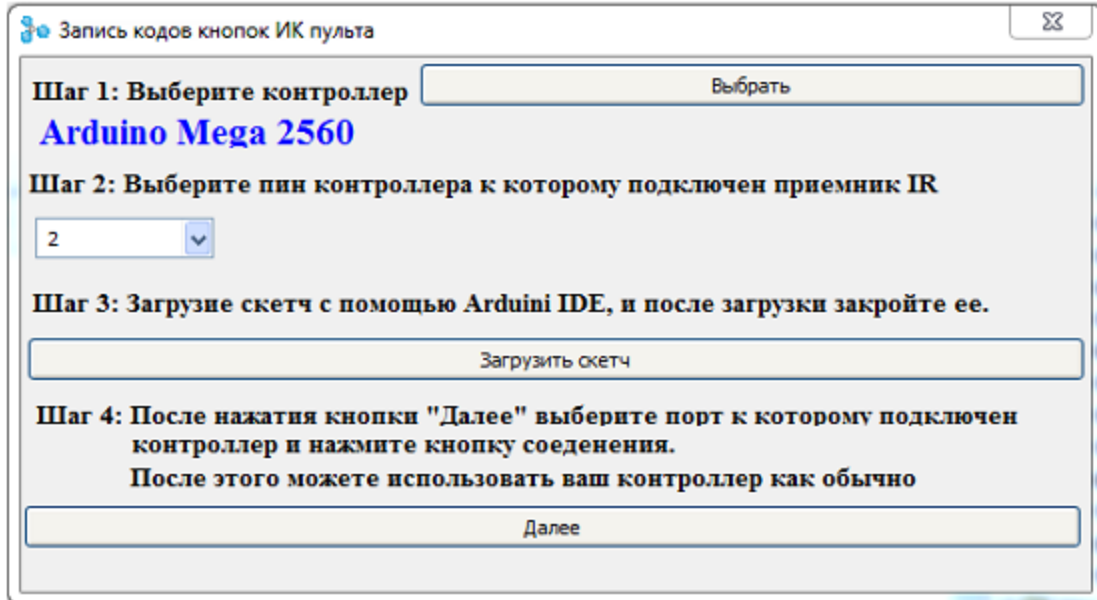 Запись кодов кнопок ИК пульта
Шаг 1: Выберите контроллер
Выбрать
Arduino Mega 2560
Шаг 2: Выберите пин контроллера к которому подключен приемник IR
2
Шаг 3: Загрузие скетч с помощью Arduini IDE, и после загрузки закройте ее.
Загрузить скетч
Шаг 4: После нажатия кнопки "Далее" выберите порт к которому подключен
контроллер и нажмите кнопку соеденения.
После этого можете использовать ваш контроллер как обычно
Далее